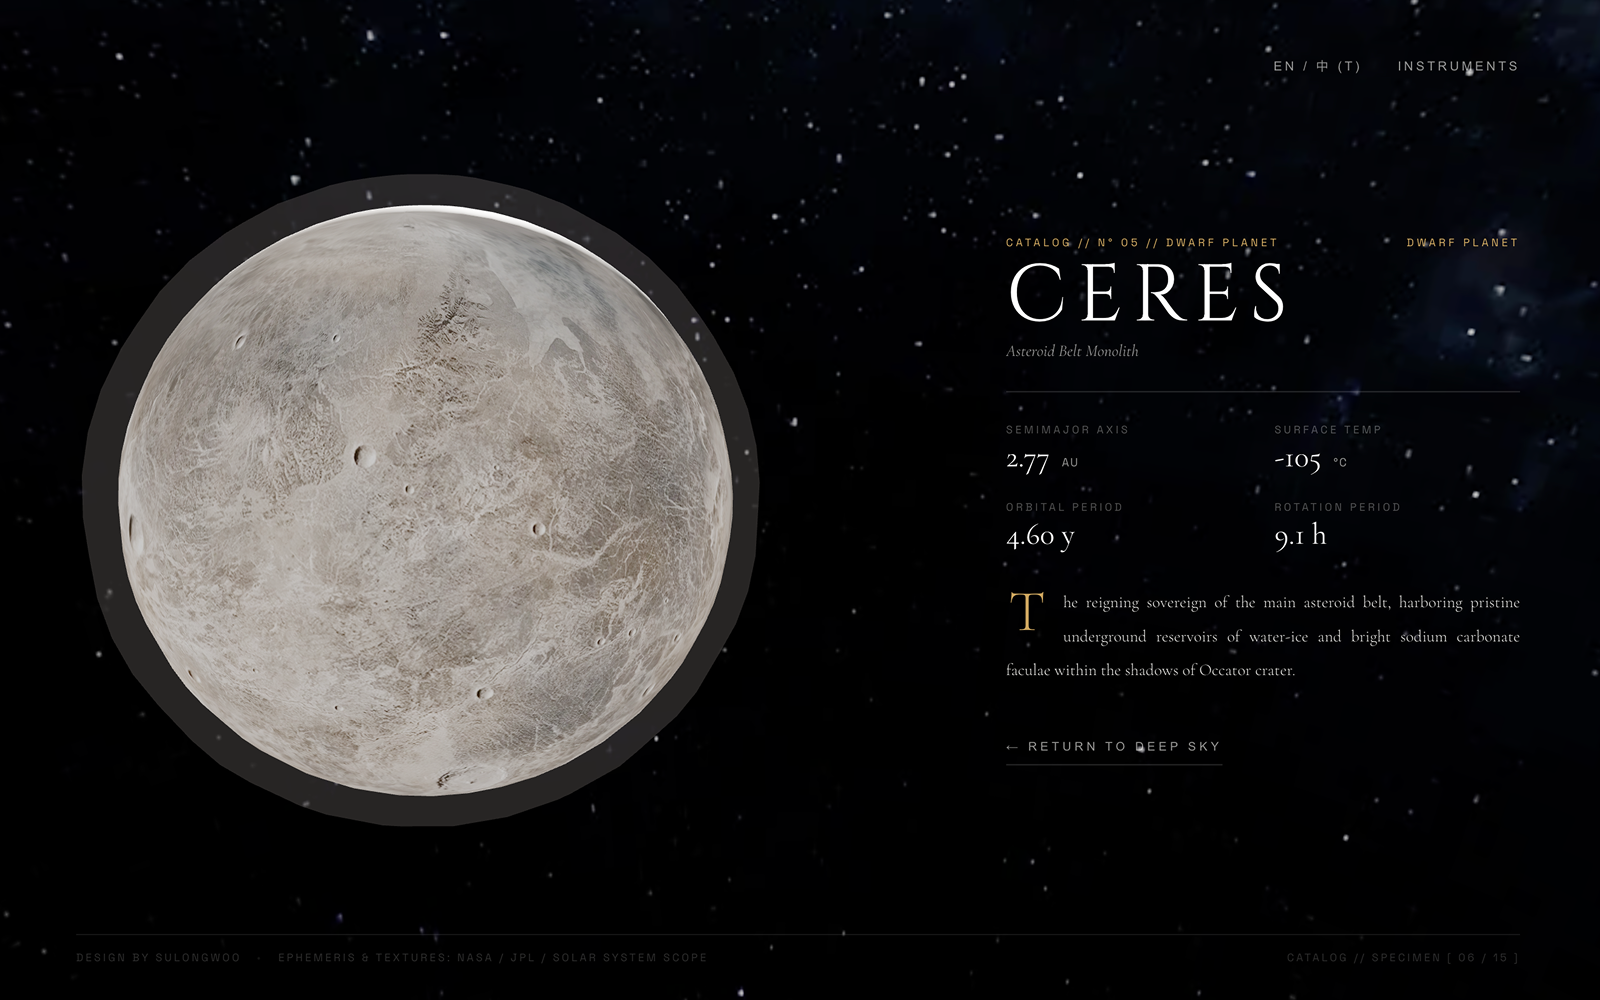 EN / 中 (T)
INSTRUMENTS
CATALOG // N° 05 // DWARF PLANET
DWARF PLANET
CERES
Asteroid Belt Monolith
SEMIMAJOR AXIS
2.77 AU
SURFACE TEMP
-105 °C
ORBITAL PERIOD
4.60 y
ROTATION PERIOD
9.1 h
The reigning sovereign of the main asteroid belt, harboring pristine
underground reservoirs of water-ice and bright sodium carbonate
faculae within the shadows of Occator crater.
← RETURN TO DEEP SKY
DESIGN BY SULONGWOO - EPHEMERIS & TEXTURES: NASA / JPL / SOLAR SYSTEM SCOPE
CATALOG // SPECIMEN [ 06 / 15 ]